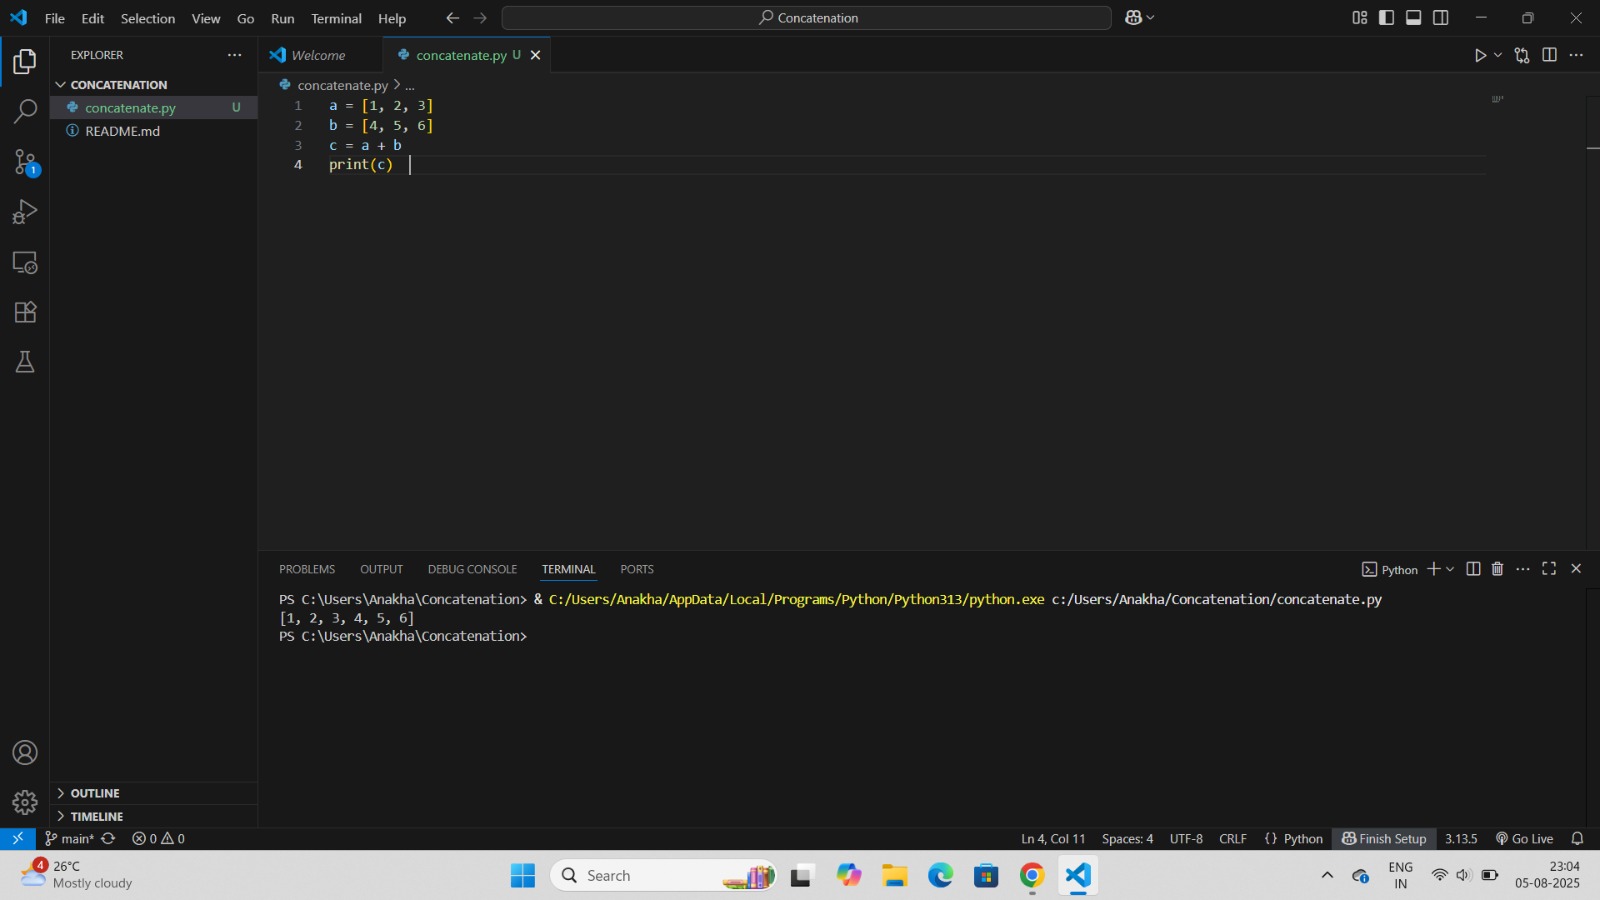 File Edit Selection View Go Run Terminal Help
Concatenation
EXPLORER
Welcome
concatenate.py U
CONCATENATION
concatenate.py U
README.md
1
concatenate.py > ...
1 a = [1, 2, 3]
2 b = [4, 5, 6]
3 c = a + b
4 print(c)
PROBLEMS OUTPUT DEBUG CONSOLE TERMINAL PORTS
Python
PS C:\Users\Anakha\Concatenation> & C:/Users/Anakha/AppData/Local/Programs/Python/Python313/python.exe c:/Users/Anakha/Concatenation/concatenate.py
[1, 2, 3, 4, 5, 6]
PS C:\Users\Anakha\Concatenation>
OUTLINE
TIMELINE
main* 0 0
Ln 4, Col 11 Spaces: 4 UTF-8 CRLF {} Python Finish Setup 3.13.5 Go Live
4
26°C
Mostly cloudy
Search
ENG
IN
23:04
05-08-2025